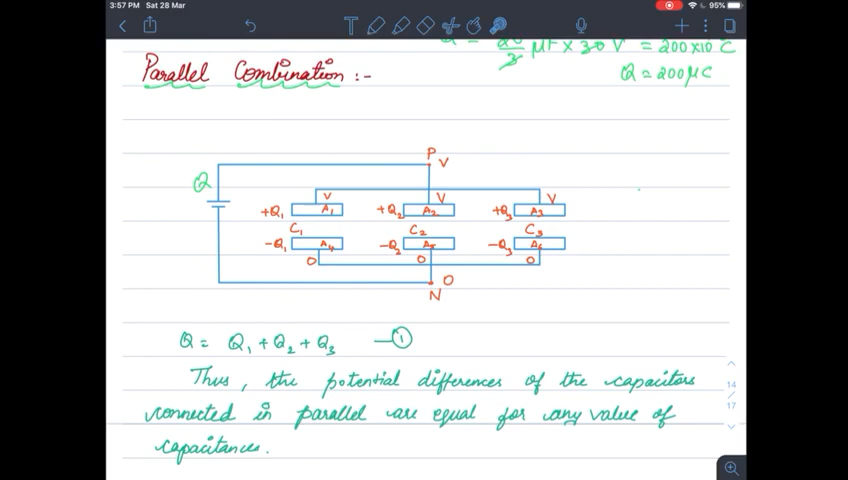 3:57 PM Sat 28 Mar
95%
μF × 30 V = 200×10 C
Q = 200μC
Parallel Combination :-
P
V
Q
V V V
+Q1 A1 +Q2 A2 +Q3 A3
C1 C2 C3
-Q1 A4 -Q2 A5 -Q3 A6
0 0 0
0
N
Q = Q1 + Q2 + Q3 —①
Thus, the potential differences of the capacitors
connected in parallel are equal for any value of
capacitances.
14
/
17